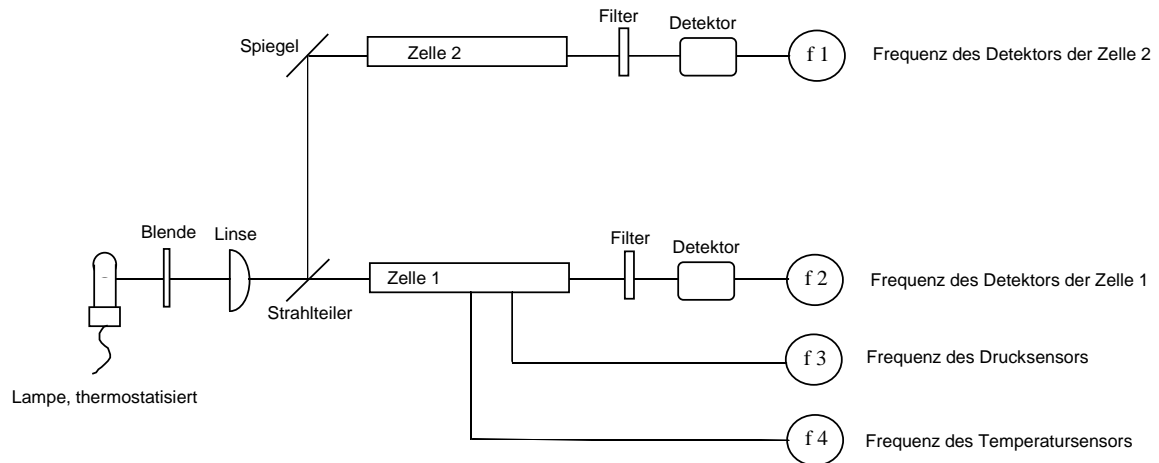 Filter
Detektor
Spiegel
Zelle 2
f 1
Frequenz des Detektors der Zelle 2
Blende
Linse
Filter
Detektor
Zelle 1
f 2
Frequenz des Detektors der Zelle 1
Strahlteiler
f 3
Frequenz des Drucksensors
Lampe, thermostatisiert
f 4
Frequenz des Temperatursensors